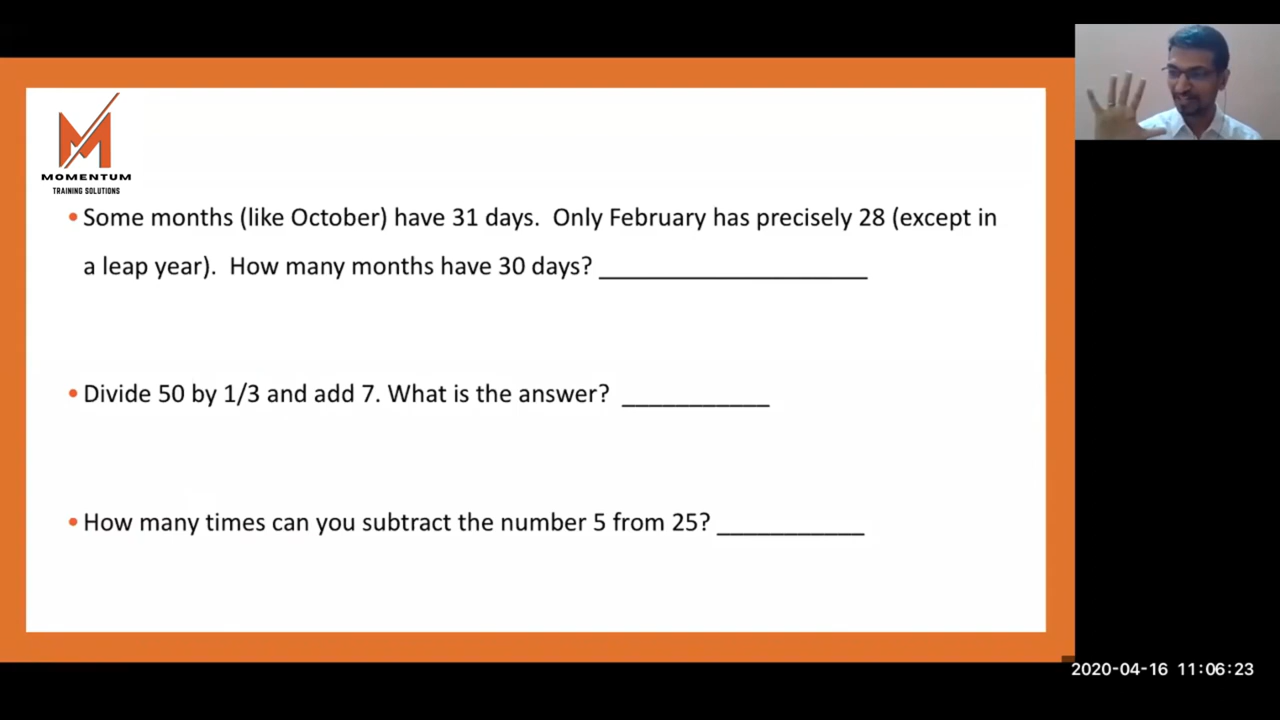 MOMENTUM
TRAINING SOLUTIONS
• Some months (like October) have 31 days.  Only February has precisely 28 (except in
a leap year).  How many months have 30 days? ____________________
• Divide 50 by 1/3 and add 7. What is the answer?  ___________
• How many times can you subtract the number 5 from 25? ___________
2020-04-16 11:06:23